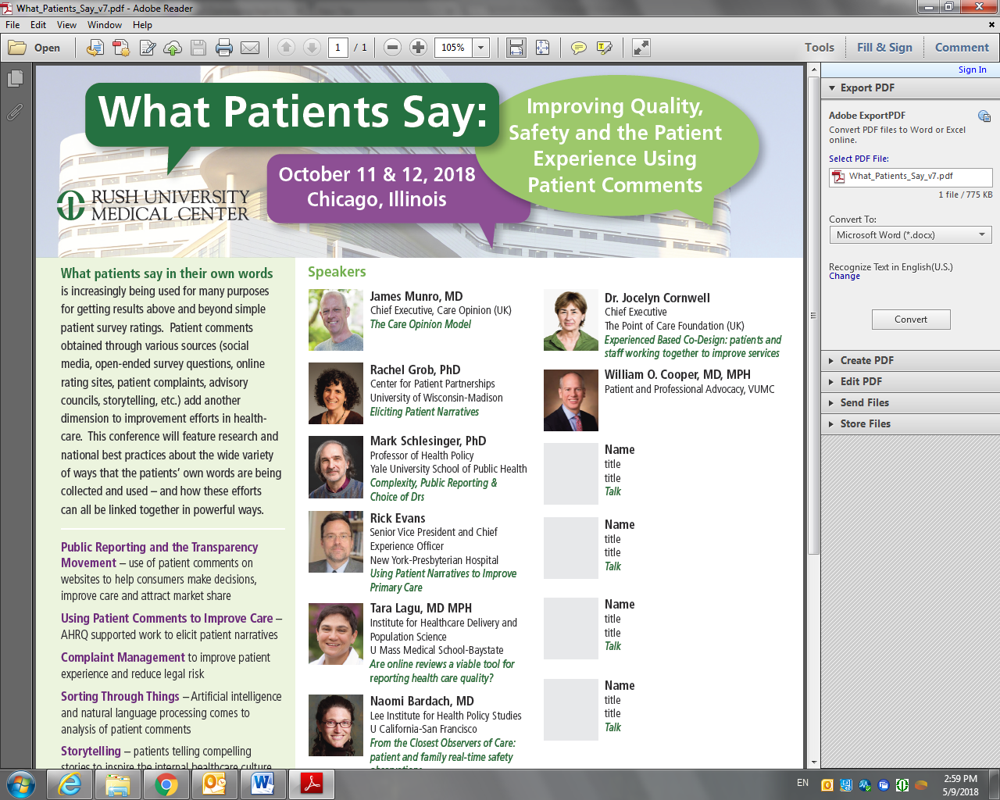 What_Patients_Say_v7.pdf - Adobe Reader
File Edit View Window Help
Open
1 / 1
105%
Tools
Fill & Sign
Comment
Sign In
Export PDF
Adobe ExportPDF
Convert PDF files to Word or Excel
online.
Select PDF File:
What_Patients_Say_v7.pdf
1 file / 775 KB
Convert To:
Microsoft Word (*.docx)
Recognize Text in English(U.S.)
Change
Convert
Create PDF
Edit PDF
Send Files
Store Files
What Patients Say:
Improving Quality,
Safety and the Patient
Experience Using
Patient Comments
October 11 & 12, 2018
Chicago, Illinois
RUSH UNIVERSITY
MEDICAL CENTER
What patients say in their own words
is increasingly being used for many purposes
for getting results above and beyond simple
patient survey ratings. Patient comments
obtained through various sources (social
media, open-ended survey questions, online
rating sites, patient complaints, advisory
councils, storytelling, etc.) add another
dimension to improvement efforts in health-
care. This conference will feature research and
national best practices about the wide variety
of ways that the patients’ own words are being
collected and used – and how these efforts
can all be linked together in powerful ways.
Public Reporting and the Transparency
Movement – use of patient comments on
websites to help consumers make decisions,
improve care and attract market share
Using Patient Comments to Improve Care –
AHRQ supported work to elicit patient narratives
Complaint Management to improve patient
experience and reduce legal risk
Sorting Through Things – Artificial intelligence
and natural language processing comes to
analysis of patient comments
Storytelling – patients telling compelling
stories to inspire the internal healthcare culture
Speakers
James Munro, MD
Chief Executive, Care Opinion (UK)
The Care Opinion Model
Rachel Grob, PhD
Center for Patient Partnerships
University of Wisconsin-Madison
Eliciting Patient Narratives
Mark Schlesinger, PhD
Professor of Health Policy
Yale University School of Public Health
Complexity, Public Reporting &
Choice of Drs
Rick Evans
Senior Vice President and Chief
Experience Officer
New York-Presbyterian Hospital
Using Patient Narratives to Improve
Primary Care
Tara Lagu, MD MPH
Institute for Healthcare Delivery and
Population Science
U Mass Medical School-Baystate
Are online reviews a viable tool for
reporting health care quality?
Naomi Bardach, MD
Lee Institute for Health Policy Studies
U California-San Francisco
From the Closest Observers of Care:
patient and family real-time safety
Dr. Jocelyn Cornwell
Chief Executive
The Point of Care Foundation (UK)
Experienced Based Co-Design: patients and
staff working together to improve services
William O. Cooper, MD, MPH
Patient and Professional Advocacy, VUMC
Name
title
title
Talk
Name
title
title
Talk
Name
title
title
Talk
Name
title
title
Talk
EN
2:59 PM
5/9/2018